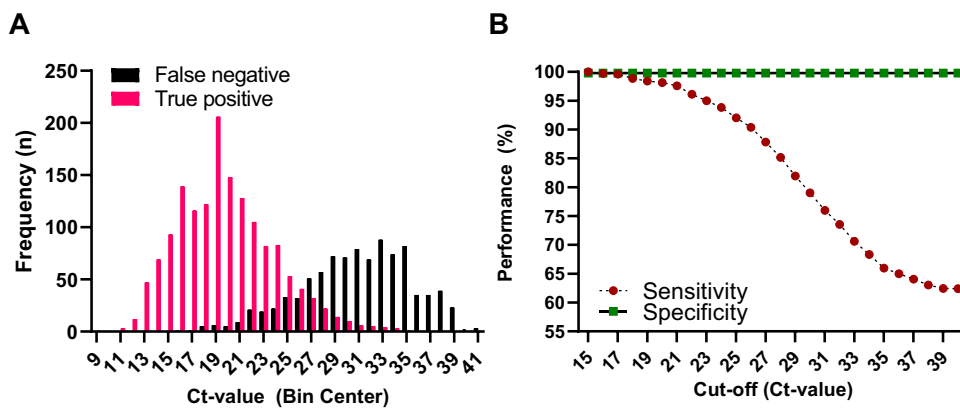 A
False negative
True positive
Frequency (n)
250
200
150
100
50
0
9 11 13 15 17 19 21 23 25 27 29 31 33 35 37 39 41
Ct-value (Bin Center)
B
Performance (%)
100
95
90
85
80
75
70
65
60
55
Sensitivity
Specificity
15 17 19 21 23 25 27 29 31 33 35 37 39
Cut-off (Ct-value)